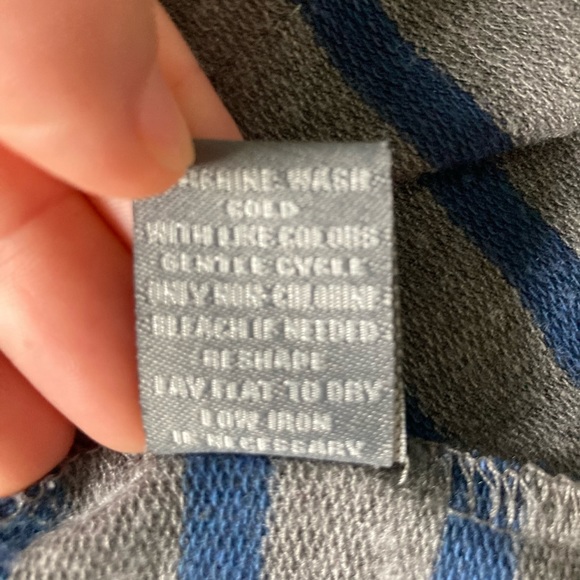 MACHINE WASH
COLD
WITH LIKE COLORS
GENTLE CYCLE
ONLY NON-CHLORINE
BLEACH IF NEEDED
RESHAPE
LAY FLAT TO DRY
LOW IRON
IF NECESSARY